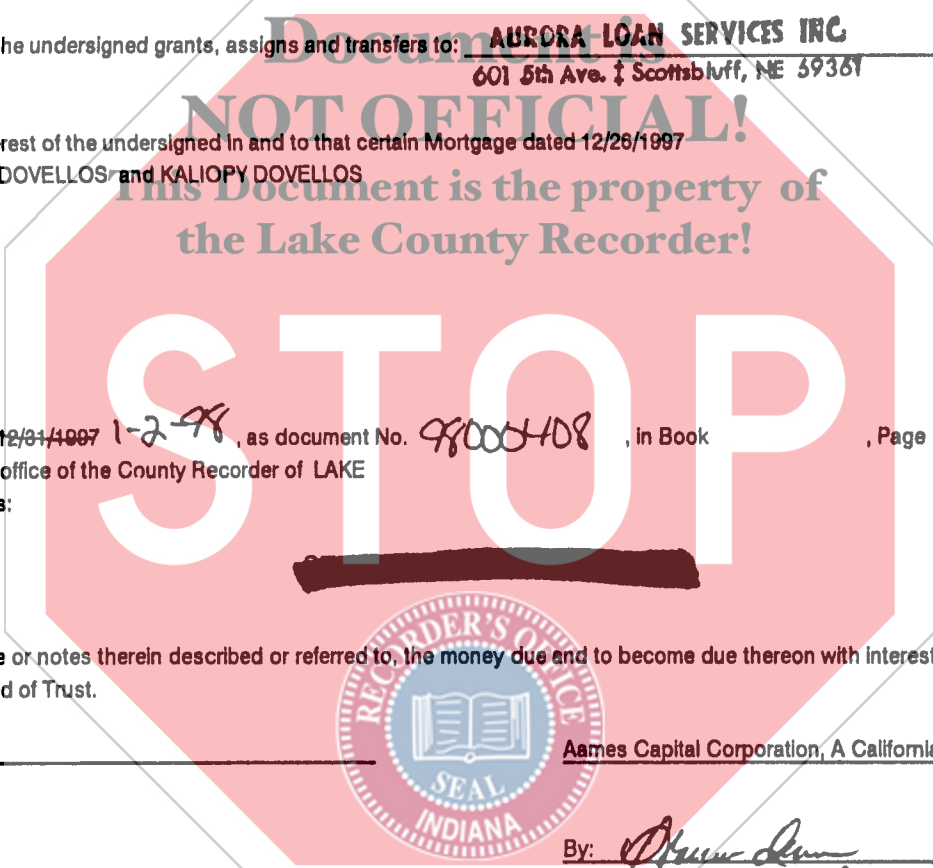 Document is
he undersigned grants, assigns and transfers to: AURORA LOAN SERVICES INC
601 5th Ave. ‡ Scottsbluff, NE 59361
NOT OFFICIAL!
rest of the undersigned in and to that certain Mortgage dated 12/26/1997
DOVELLOS and KALIOPY DOVELLOS
This Document is the property of
the Lake County Recorder!
STOP
12/31/1997 1-2-98, as document No. 98000408, in Book , Page
office of the County Recorder of LAKE
s:
e or notes therein described or referred to, the money due and to become due thereon with interest
d of Trust.
RECORDER'S OFFICE
SEAL
INDIANA
Aames Capital Corporation, A California
By: